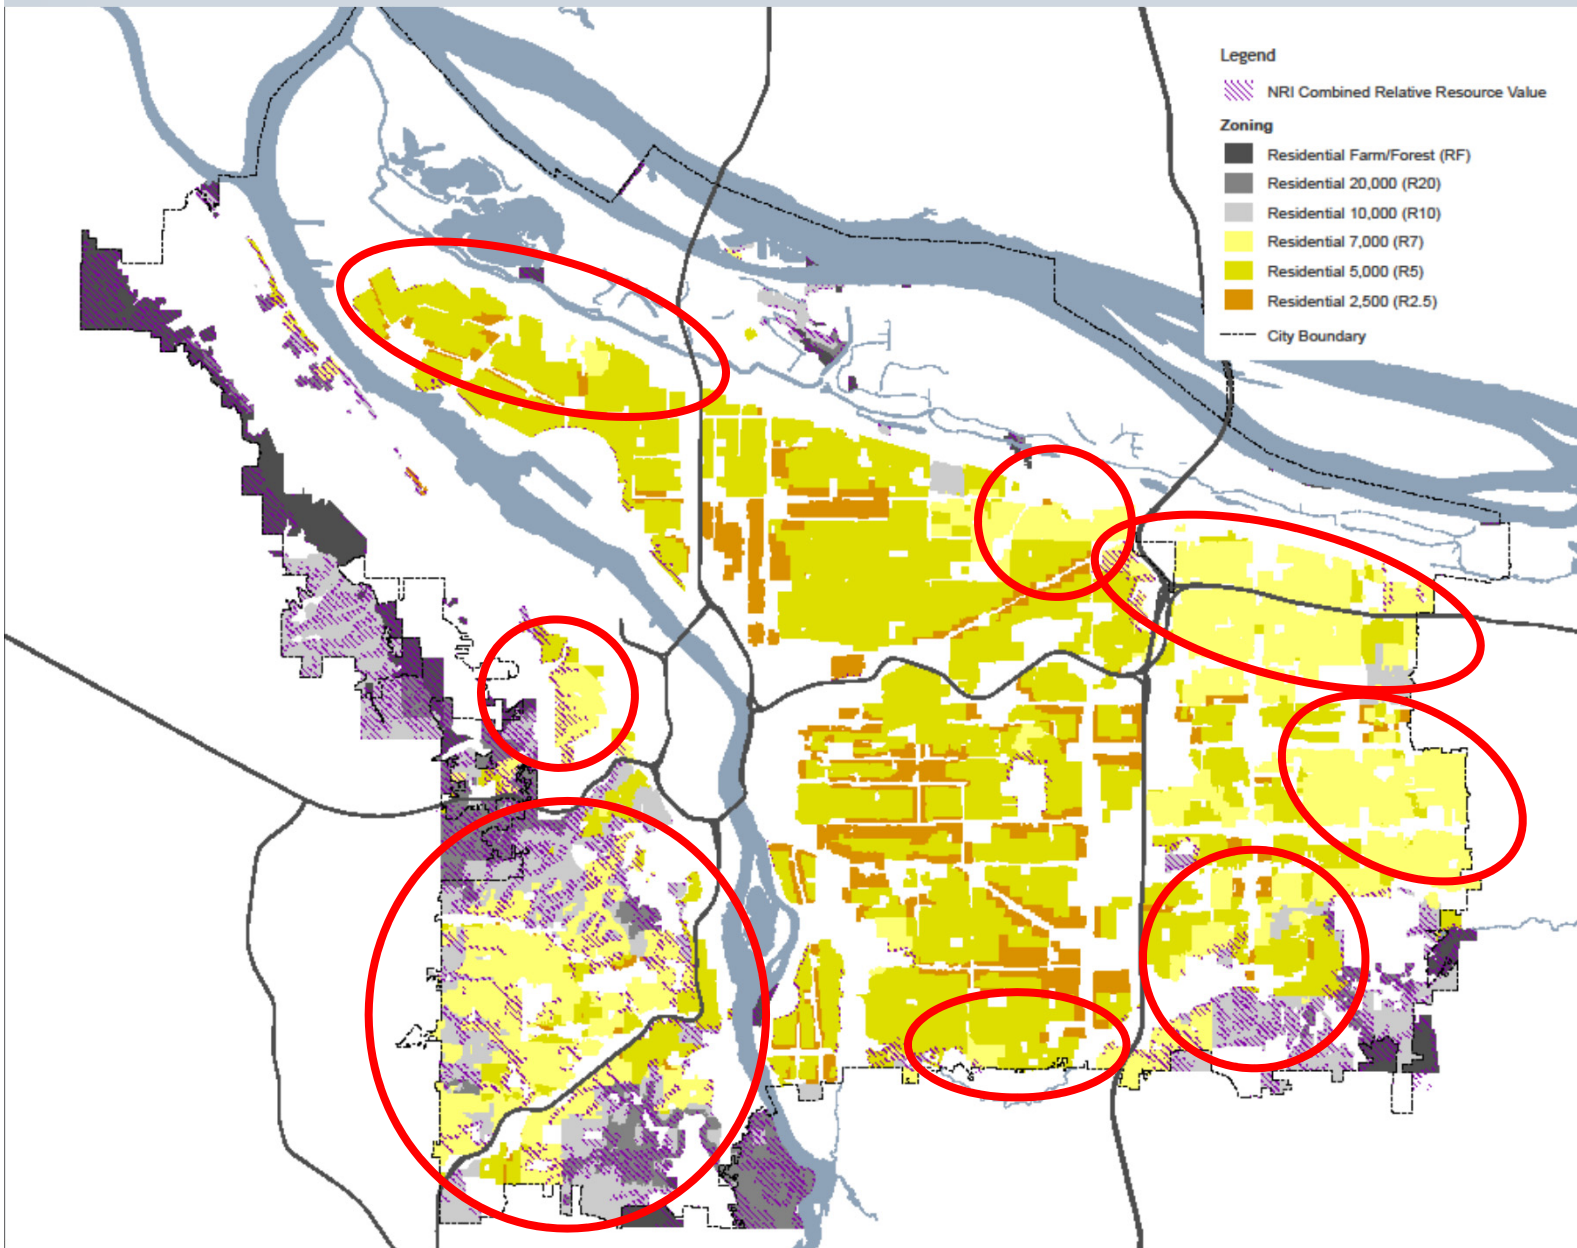 Legend
NRI Combined Relative Resource Value
Zoning
Residential Farm/Forest (RF)
Residential 20,000 (R20)
Residential 10,000 (R10)
Residential 7,000 (R7)
Residential 5,000 (R5)
Residential 2,500 (R2.5)
City Boundary